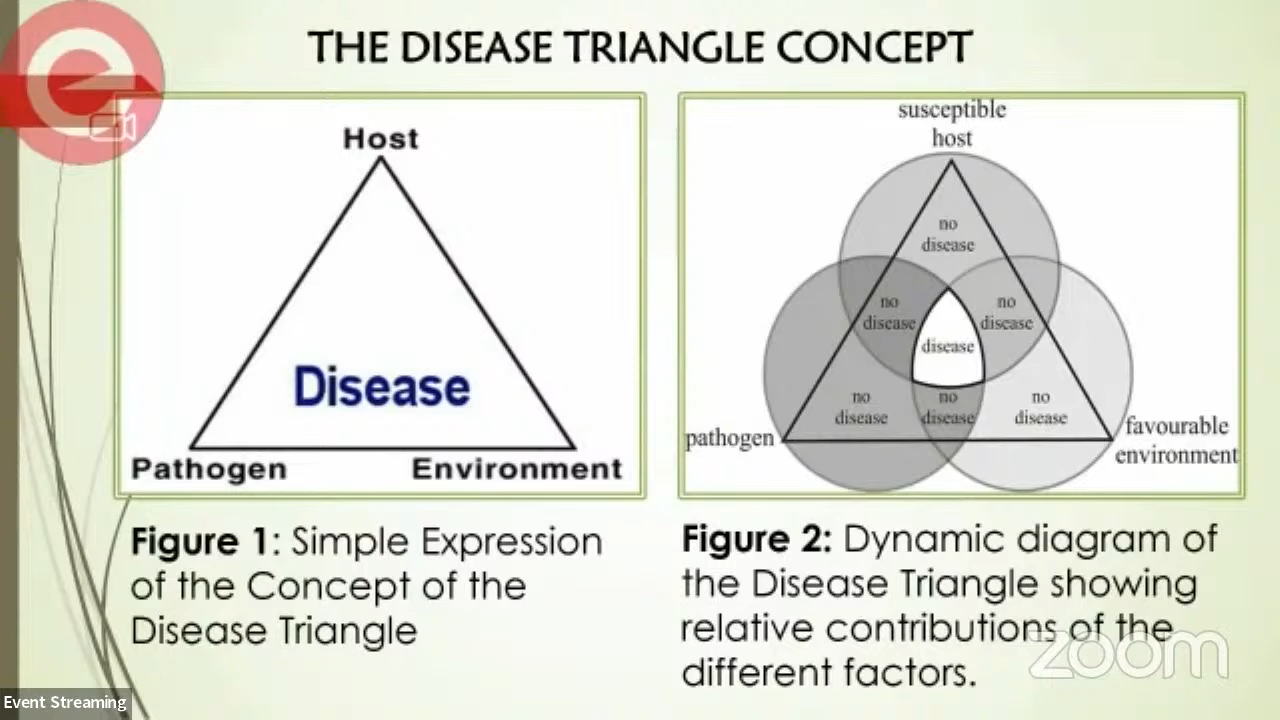 THE DISEASE TRIANGLE CONCEPT
Host
Disease
Pathogen Environment
Figure 1: Simple Expression
of the Concept of the
Disease Triangle
susceptible
host
no
disease
no
disease
no
disease
disease
no
disease
no
disease
no
disease
pathogen
favourable
environment
Figure 2: Dynamic diagram of
the Disease Triangle showing
relative contributions of the
different factors.
zoom
Event Streaming